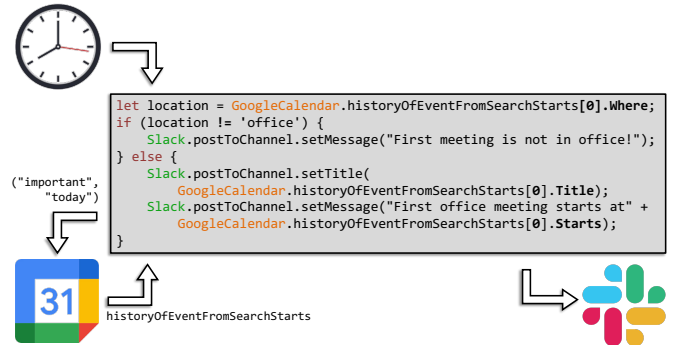 let location = GoogleCalendar.historyOfEventFromSearchStarts[0].Where;
if (location != 'office') {
    Slack.postToChannel.setMessage("First meeting is not in office!");
} else {
    Slack.postToChannel.setTitle(
        GoogleCalendar.historyOfEventFromSearchStarts[0].Title);
    Slack.postToChannel.setMessage("First office meeting starts at" +
        GoogleCalendar.historyOfEventFromSearchStarts[0].Starts);
}
("important",
"today")
31
historyOfEventFromSearchStarts